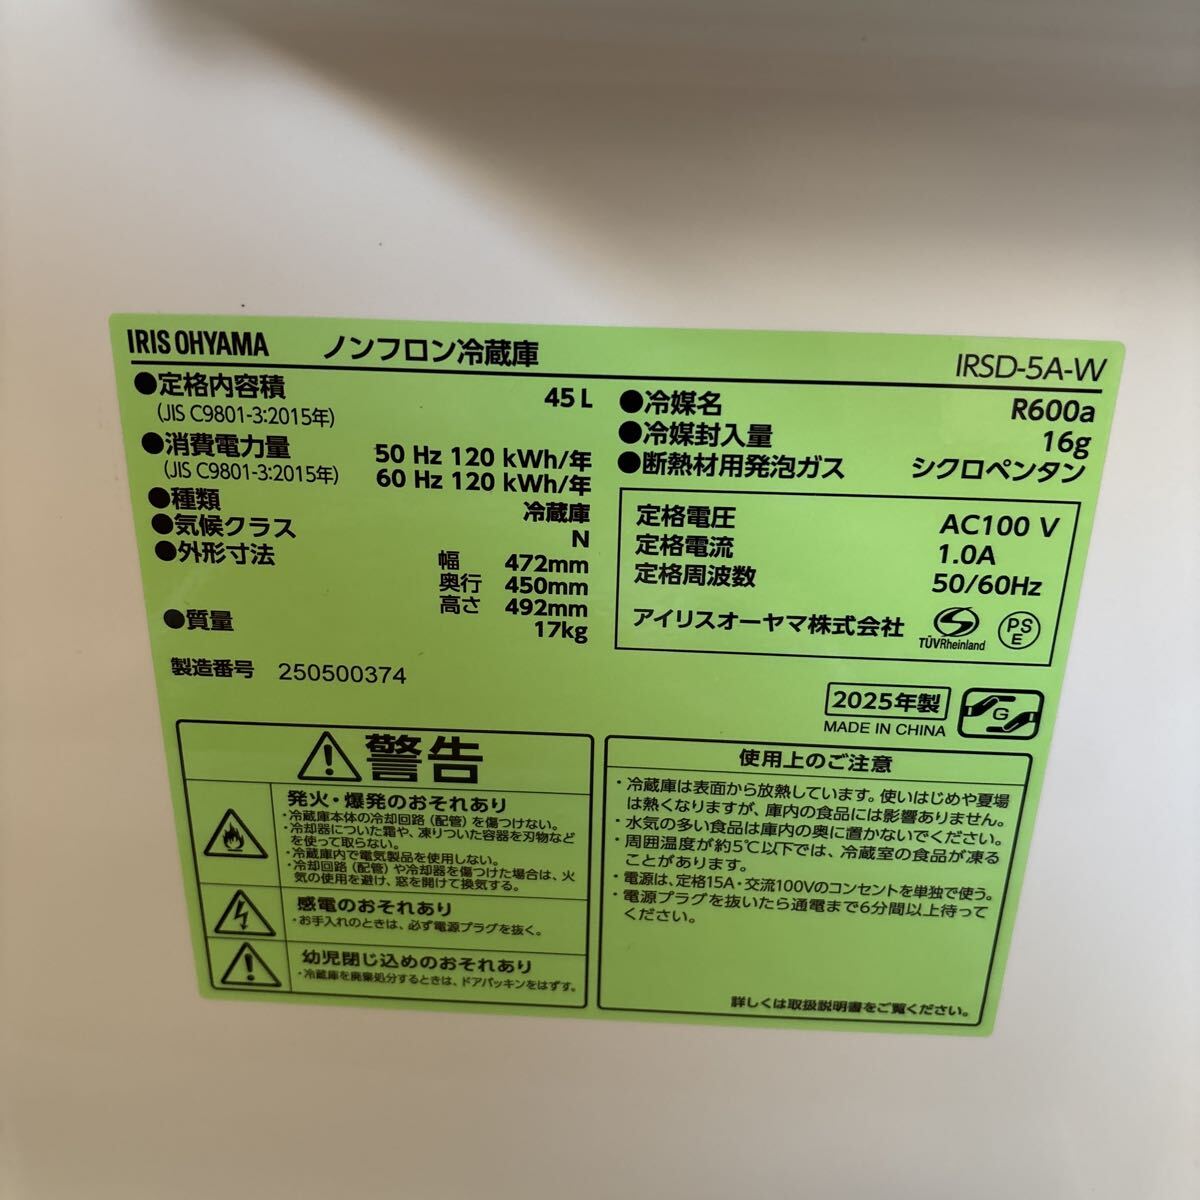 IRIS OHYAMA ノンフロン冷蔵庫 IRSD-5A-W
●定格内容積 45 L
(JIS C9801-3:2015年)
●消費電力量 50 Hz 120 kWh/年
(JIS C9801-3:2015年) 60 Hz 120 kWh/年
●種類 冷蔵庫
●気候クラス N
●外形寸法 幅 472mm
奥行 450mm
高さ 492mm
●質量 17kg
製造番号 250500374
●冷媒名 R600a
●冷媒封入量 16g
●断熱材用発泡ガス シクロペンタン
定格電圧 AC100 V
定格電流 1.0A
定格周波数 50/60Hz
アイリスオーヤマ株式会社 TÜVRheinland PSE
2025年製
MADE IN CHINA
G
警告
発火・爆発のおそれあり
・冷蔵庫本体の冷却回路(配管)を傷つけない。
・冷却器についた霜や、凍りついた容器を刃物など
を使って取らない。
・冷蔵庫内で電気製品を使用しない。
・冷却回路(配管)や冷却器を傷つけた場合は、火
気の使用を避け、窓を開けて換気する。
感電のおそれあり
・お手入れのときは、必ず電源プラグを抜く。
幼児閉じ込めのおそれあり
・冷蔵庫を廃棄処分するときは、ドアパッキンをはずす。
使用上のご注意
・冷蔵庫は表面から放熱しています。使いはじめや夏場
は熱くなりますが、庫内の食品には影響ありません。
・水気の多い食品は庫内の奥に置かないでください。
・周囲温度が約5℃以下では、冷蔵室の食品が凍る
ことがあります。
・電源は、定格15A・交流100Vのコンセントを単独で使う。
・電源プラグを抜いたら通電まで6分間以上待って
ください。
詳しくは取扱説明書をご覧ください。